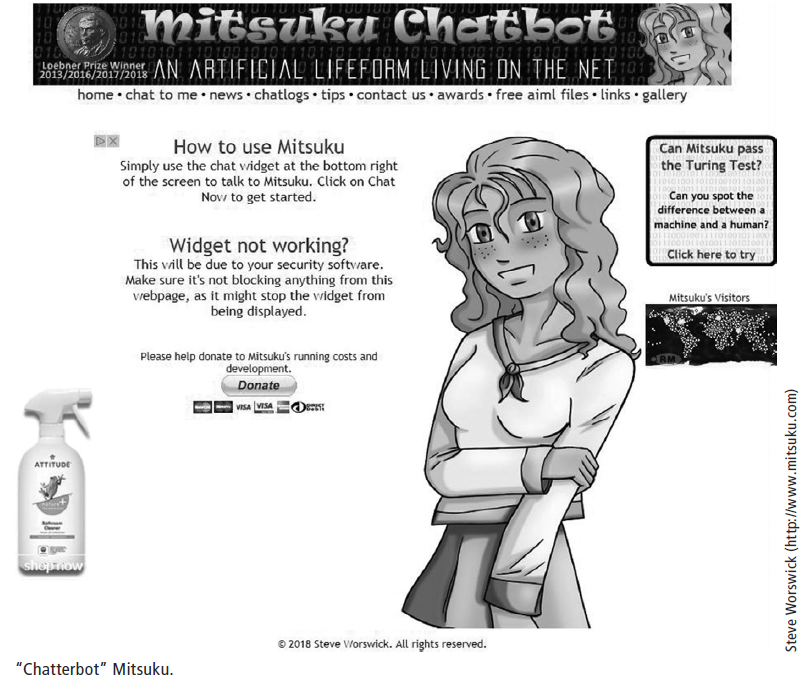 Mitsuku Chatbot
Loebner Prize Winner
2013/2016/2017/2018
AN ARTIFICIAL LIFEFORM LIVING ON THE NET
home • chat to me • news • chatlogs • tips • contact us • awards • free aiml files • links • gallery
How to use Mitsuku
Simply use the chat widget at the bottom right
of the screen to talk to Mitsuku. Click on Chat
Now to get started.
Widget not working?
This will be due to your security software.
Make sure it's not blocking anything from this
webpage, as it might stop the widget from
being displayed.
Please help donate to Mitsuku's running costs and
development.
Donate
VISA
VISA
DIRECT
Debit
Can Mitsuku pass
the Turing Test?
Can you spot the
difference between a
machine and a human?
Click here to try
Mitsuku's Visitors
RM
ATTITUDE
nature+
Bathroom
Cleaner
shop now
© 2018 Steve Worswick. All rights reserved.
Steve Worswick (http://www.mitsuku.com)
“Chatterbot” Mitsuku.